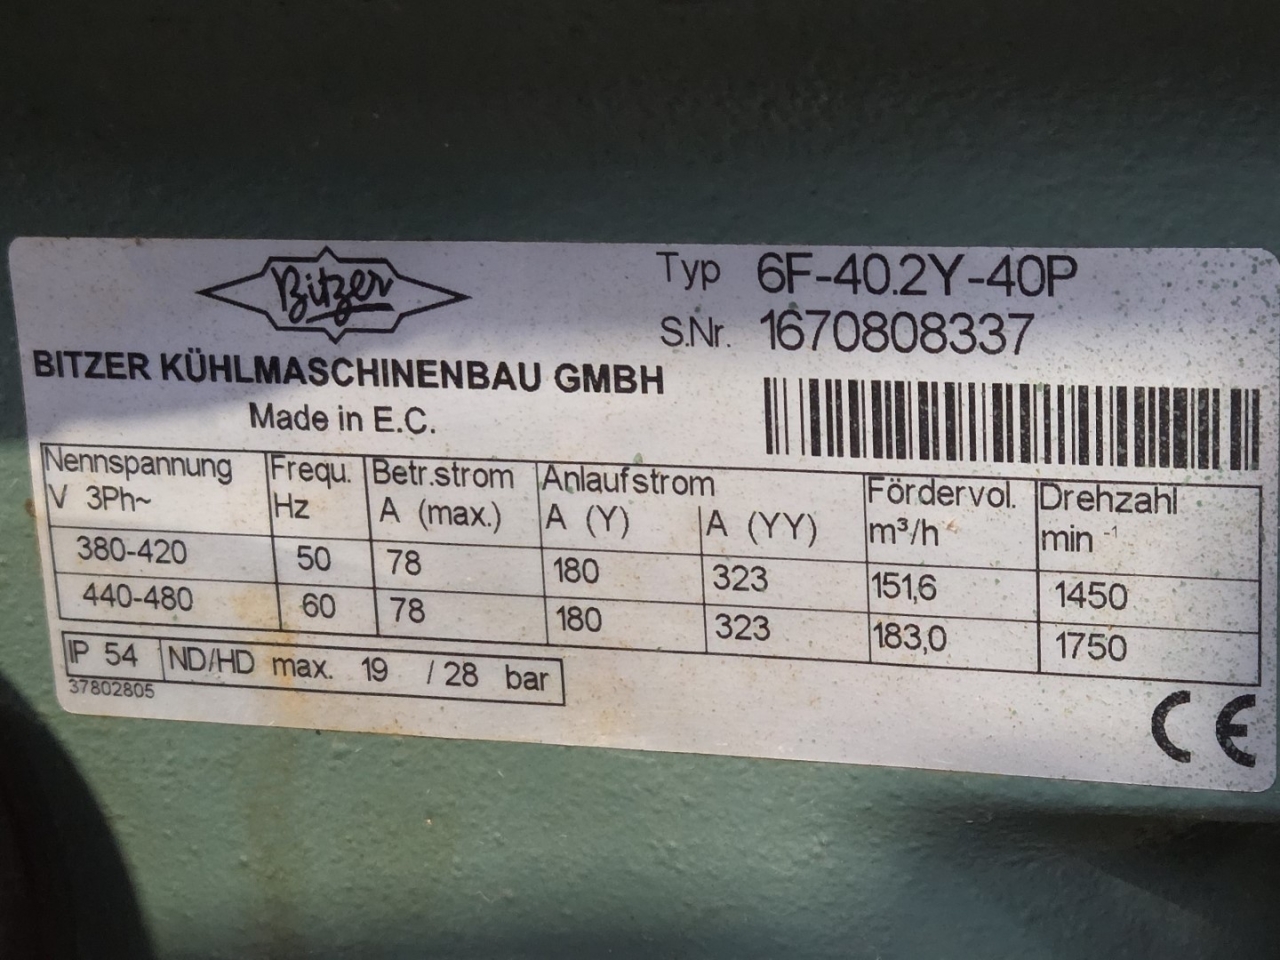 Bitzer
Typ 6F-40.2Y-40P
S.Nr. 1670808337
BITZER KÜHLMASCHINENBAU GMBH
Made in E.C.
Nennspannung Frequ. Betr.strom Anlaufstrom Fördervol. Drehzahl
V 3Ph~ Hz A (max.) A (Y) A (YY) m³/h min⁻¹
380-420 50 78 180 323 151,6 1450
440-480 60 78 180 323 183,0 1750
IP 54 ND/HD max. 19 / 28 bar
37802805
CE